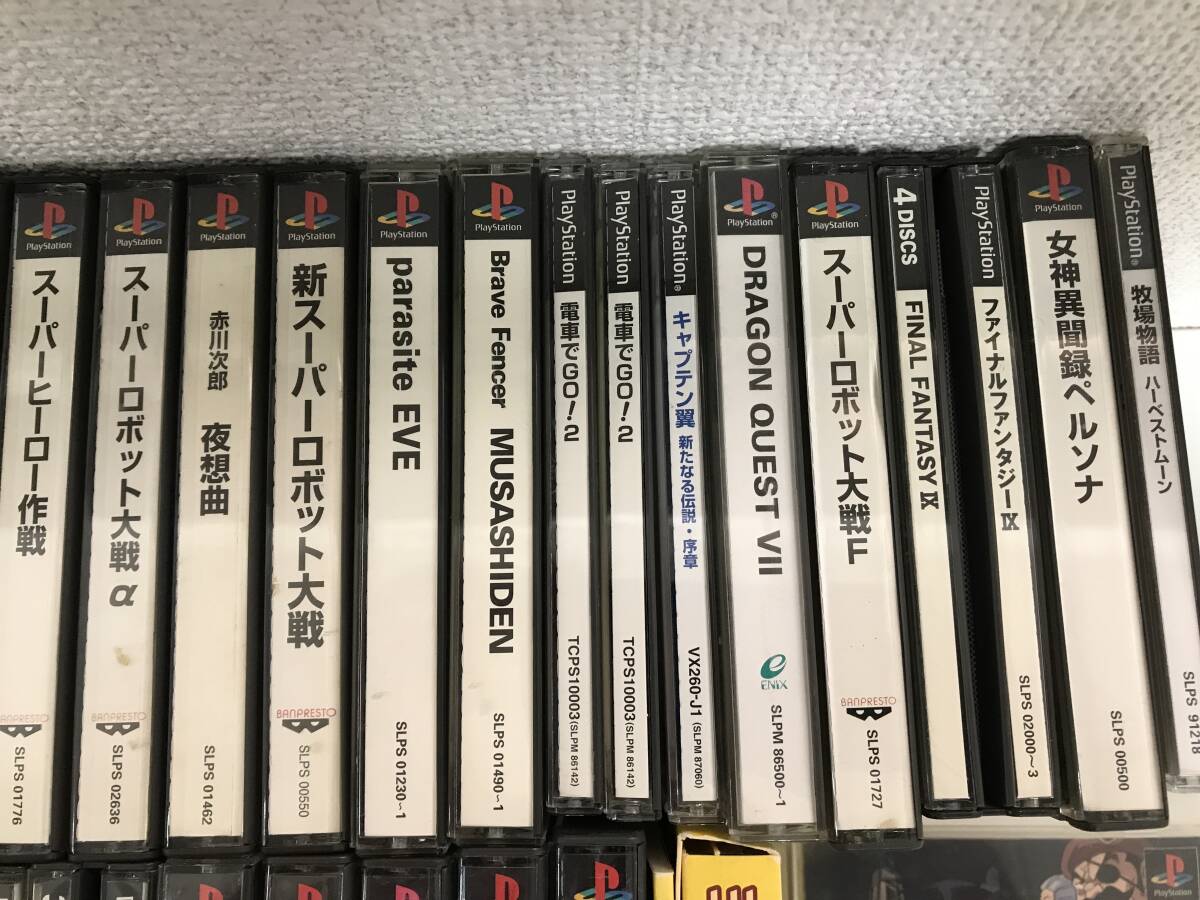 PlayStation
スーパーヒーロー作戦
BANPRESTO
SLPS 01776
PlayStation
スーパーロボット大戦α
BANPRESTO
SLPS 02636
PlayStation
赤川次郎 夜想曲
SLPS 01462
PlayStation
新スーパーロボット大戦
BANPRESTO
SLPS 00550
PlayStation
parasite EVE
SLPS 01230~1
PlayStation
Brave Fencer MUSASHIDEN
SLPS 01490~1
PlayStation
電車でGO!2
TCPS10003(SLPM 86142)
PlayStation
電車でGO!2
TCPS10003(SLPM 86142)
PlayStation®
キャプテン翼 新たなる伝説・序章
VX260-J1(SLPM 87060)
PlayStation®
DRAGON QUEST VII
ENIX
SLPM 86500~1
PlayStation
スーパーロボット大戦F
BANPRESTO
SLPS 01727
4 DISCS
FINAL FANTASY IX
PlayStation
ファイナルファンタジーIX
SLPS 02000~3
PlayStation
女神異聞録ペルソナ
SLPS 00500
PlayStation®
牧場物語 ハーベストムーン
SLPS 91218
PlayStation